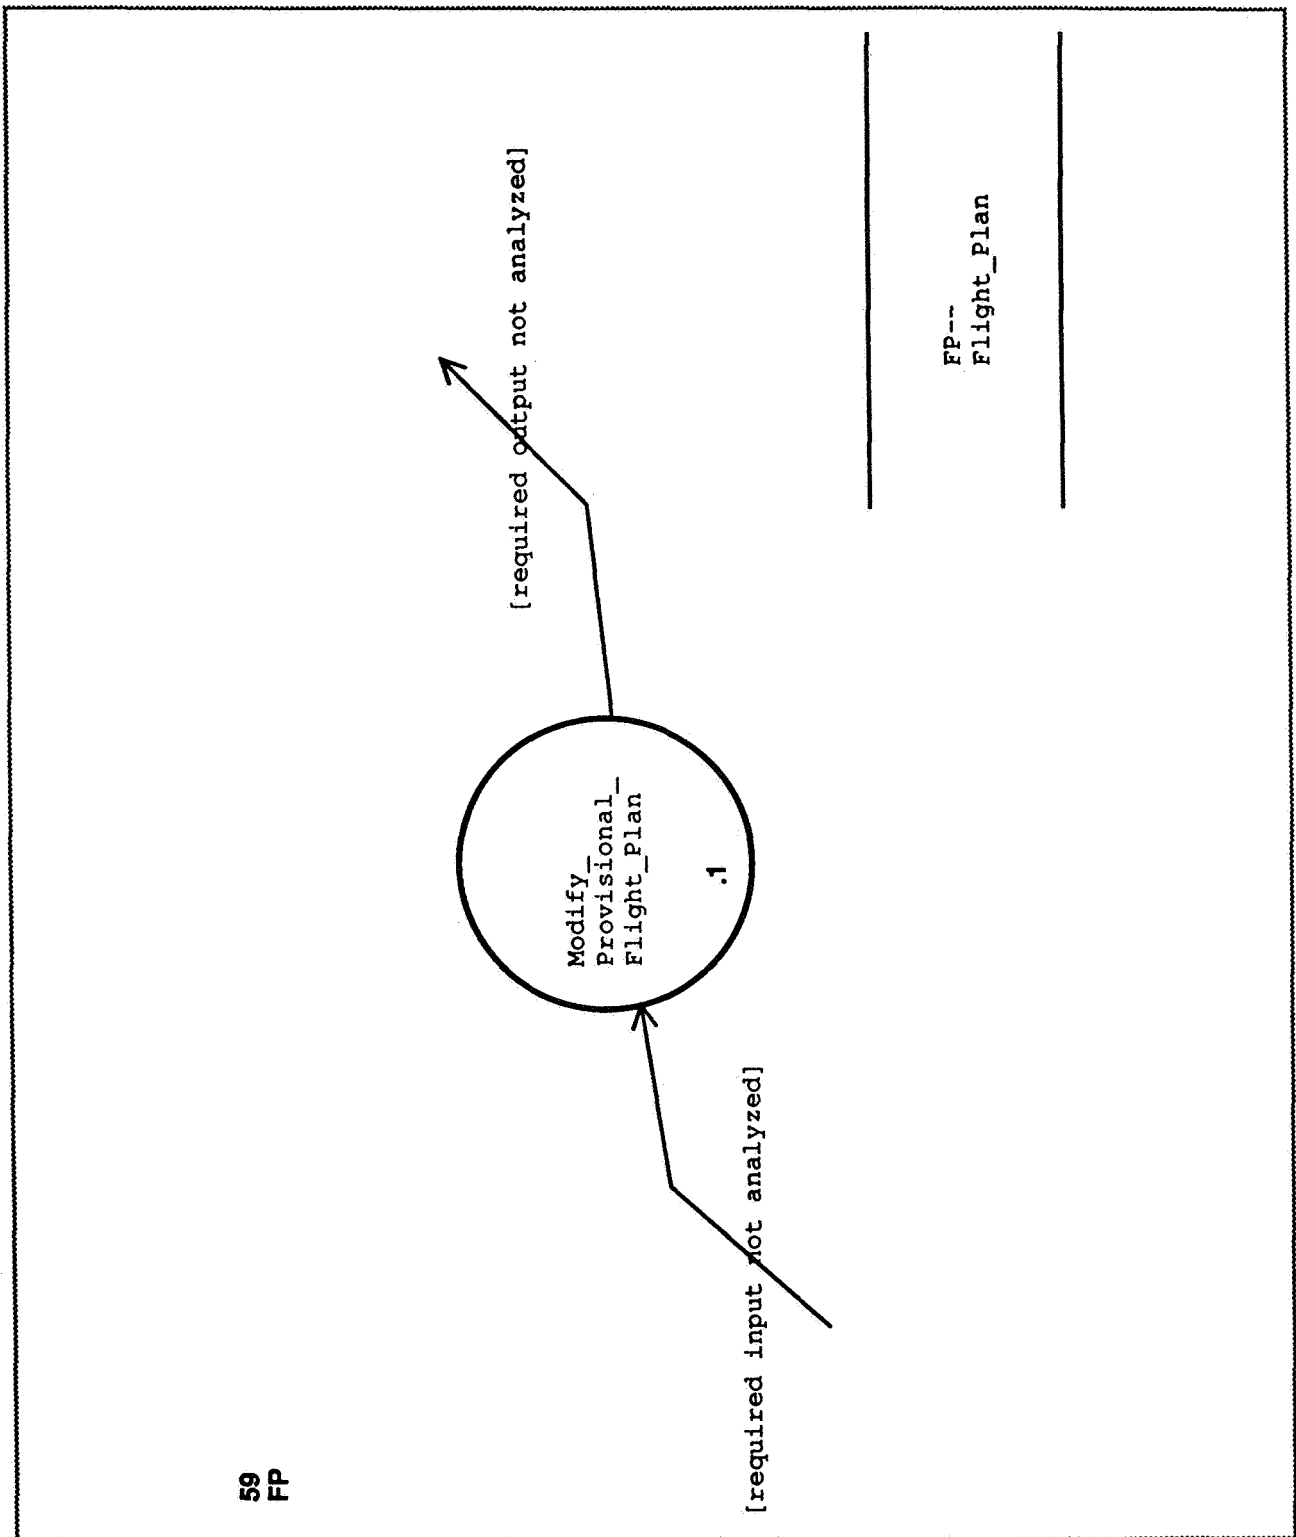 59
FP
[required input not analyzed]
Modify_
Provisional_
Flight_Plan
.1
[required output not analyzed]
FP--
Flight_Plan